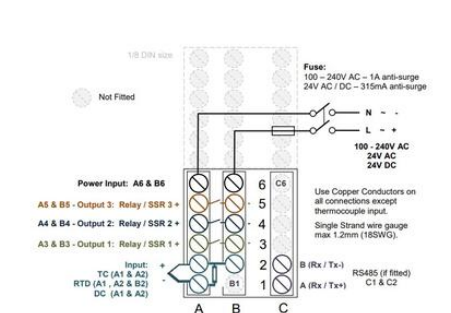 1/8 DIN size
Fuse:
100 – 240V AC – 1A anti-surge
24V AC / DC – 315mA anti-surge
Not Fitted
N ~ -
L ~ +
100 - 240V AC
24V AC
24V DC
Power Input: A6 & B6
6
C6
A5 & B5 - Output 3: Relay / SSR 3 +
5
Use Copper Conductors on
all connections except
thermocouple input.
A4 & B4 - Output 2: Relay / SSR 2 +
4
Single Strand wire gauge
max 1.2mm (18SWG).
A3 & B3 - Output 1: Relay / SSR 1 +
3
Input: +
TC (A1 & A2)
RTD (A1 , A2 & B2)
DC (A1 & A2) -
2
B (Rx / Tx-)
RS485 (if fitted)
C1 & C2
B1
1
A (Rx / Tx+)
A B C